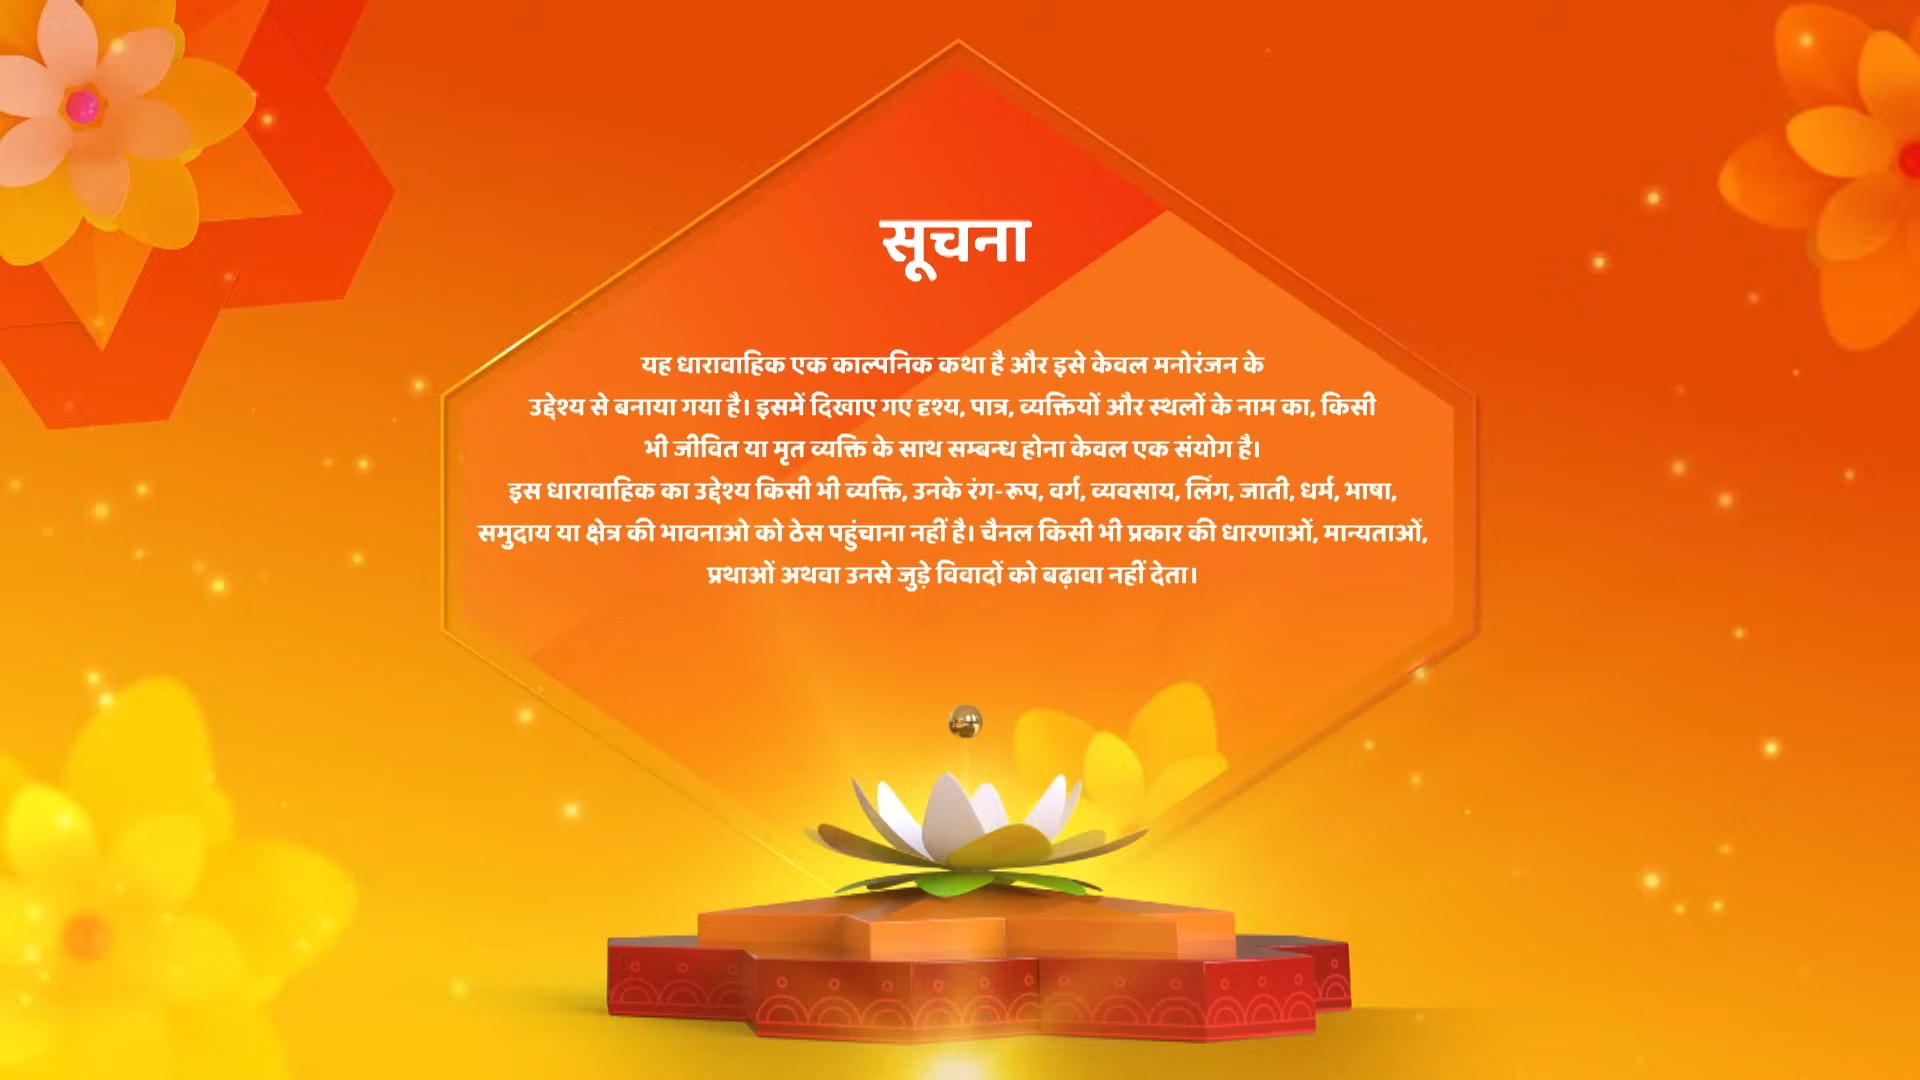 सूचना
यह धारावाहिक एक काल्पनिक कथा है और इसे केवल मनोरंजन के
उद्देश्य से बनाया गया है। इसमें दिखाए गए दृश्य, पात्र, व्यक्तियों और स्थलों के नाम का, किसी
भी जीवित या मृत व्यक्ति के साथ सम्बन्ध होना केवल एक संयोग है।
इस धारावाहिक का उद्देश्य किसी भी व्यक्ति, उनके रंग-रूप, वर्ग, व्यवसाय, लिंग, जाती, धर्म, भाषा,
समुदाय या क्षेत्र की भावनाओ को ठेस पहुंचाना नहीं है। चैनल किसी भी प्रकार की धारणाओं, मान्यताओं,
प्रथाओं अथवा उनसे जुड़े विवादों को बढ़ावा नहीं देता।